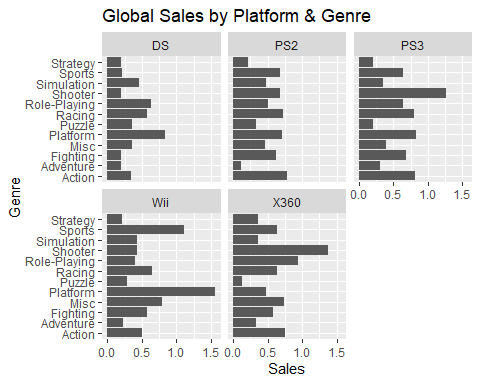 Global Sales by Platform & Genre
DS
PS2
PS3
Strategy
Sports
Simulation
Shooter
Role-Playing
Racing
Puzzle
Platform
Misc
Fighting
Adventure
Action
0.0 0.5 1.0 1.5
Genre
Wii
X360
Strategy
Sports
Simulation
Shooter
Role-Playing
Racing
Puzzle
Platform
Misc
Fighting
Adventure
Action
0.0 0.5 1.0 1.5
0.0 0.5 1.0 1.5
Sales